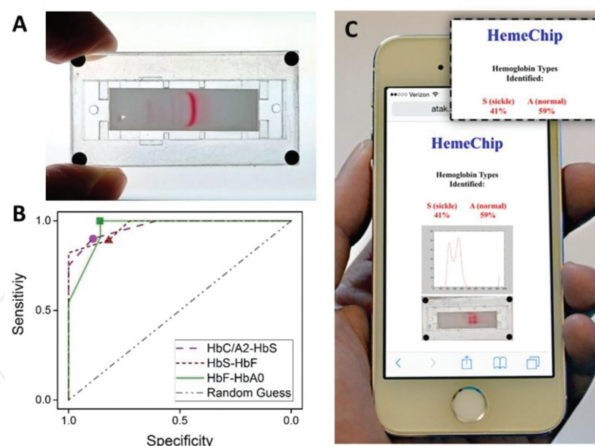 A
B
1.0
0.5
0.0
Sensitiviy
1.0
0.5
0.0
Specificity
HbC/A2-HbS
HbS-HbF
HbF-HbA0
Random Guess
C
HemeChip
Hemoglobin Types
Identified:
S (sickle) A (normal)
41% 59%
Verizon
atak
HemeChip
Hemoglobin Types
Identified:
S (sickle) A (normal)
41% 59%